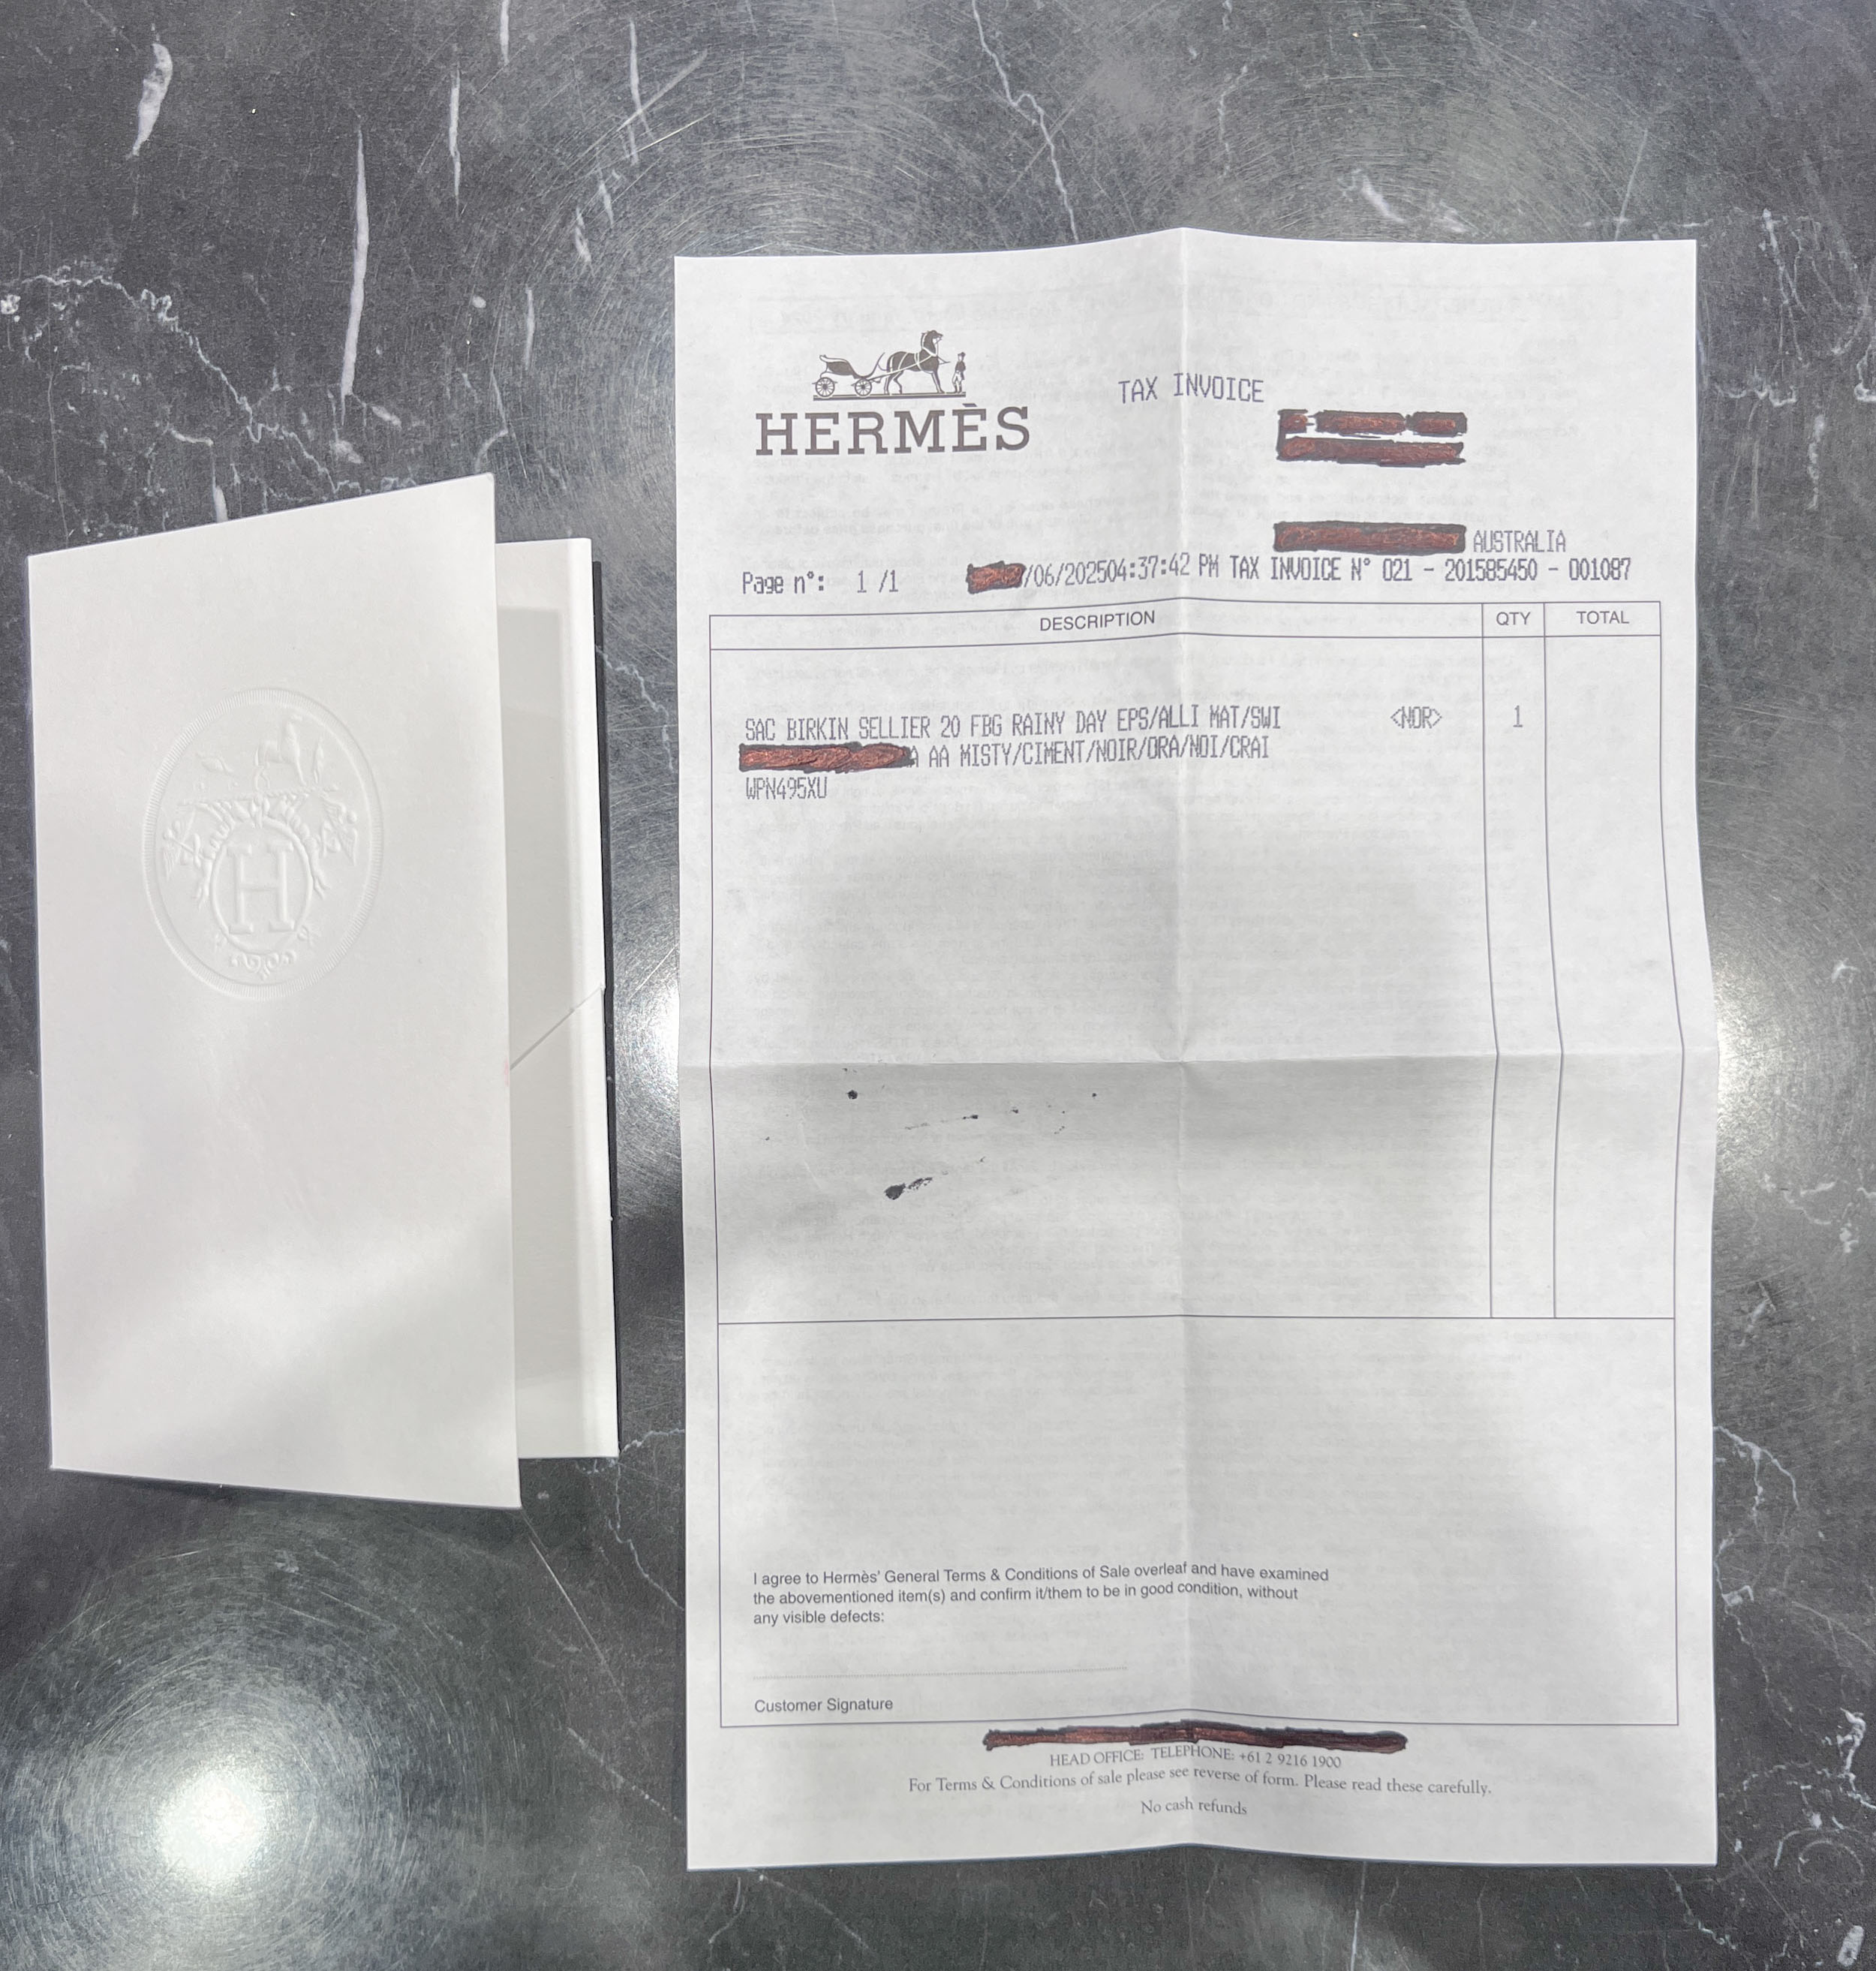 H
HERMÈS
TAX INVOICE
AUSTRALIA
Page n°: 1 /1 /06/202504:37:42 PM TAX INVOICE N° 021 - 201585450 - 001087
DESCRIPTION QTY TOTAL
SAC BIRKIN SELLIER 20 FBG RAINY DAY EPS/ALLI MAT/SWI <NOR> 1
A AA MISTY/CIMENT/NOIR/ORA/NOI/CRAI
WPN495XU
I agree to Hermès' General Terms & Conditions of Sale overleaf and have examined
the abovementioned item(s) and confirm it/them to be in good condition, without
any visible defects:
Customer Signature
HEAD OFFICE: TELEPHONE: +61 2 9216 1900
For Terms & Conditions of sale please see reverse of form. Please read these carefully.
No cash refunds